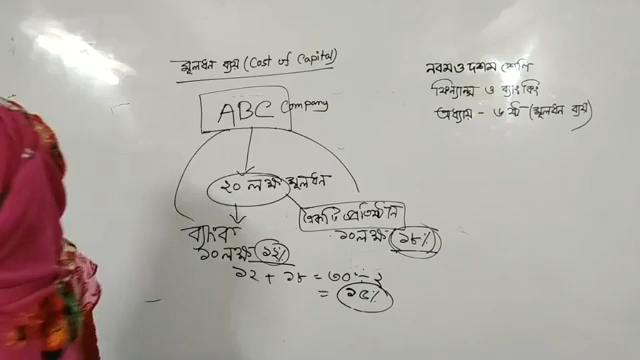 মূলধন ব্যয় (Cost of Capital)
নবম ও দশম শ্রেণি
ফিন্যান্স ও ব্যাংকিং
অধ্যায় - ৬ষ্ঠ (মূলধন ব্যয়)
ABC Company
২০ লক্ষ মূলধন
ব্যাংক
১০ লক্ষ ১২%
একটি প্রতিষ্ঠান
১০ লক্ষ ১৮%
১২ + ১৮ = ৩০ ÷ ২
= ১৫%